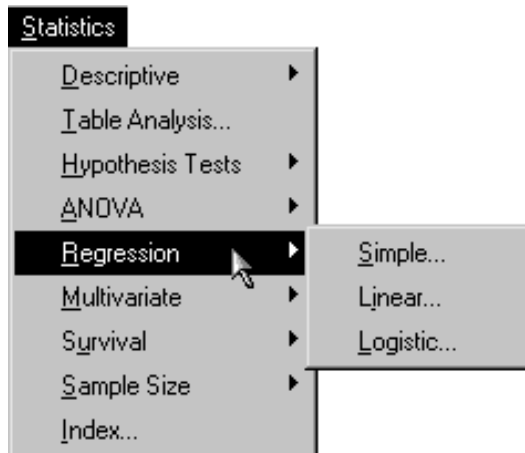 Statistics
Descriptive
Table Analysis...
Hypothesis Tests
ANOVA
Regression
Simple...
Multivariate
Linear...
Survival
Logistic...
Sample Size
Index...